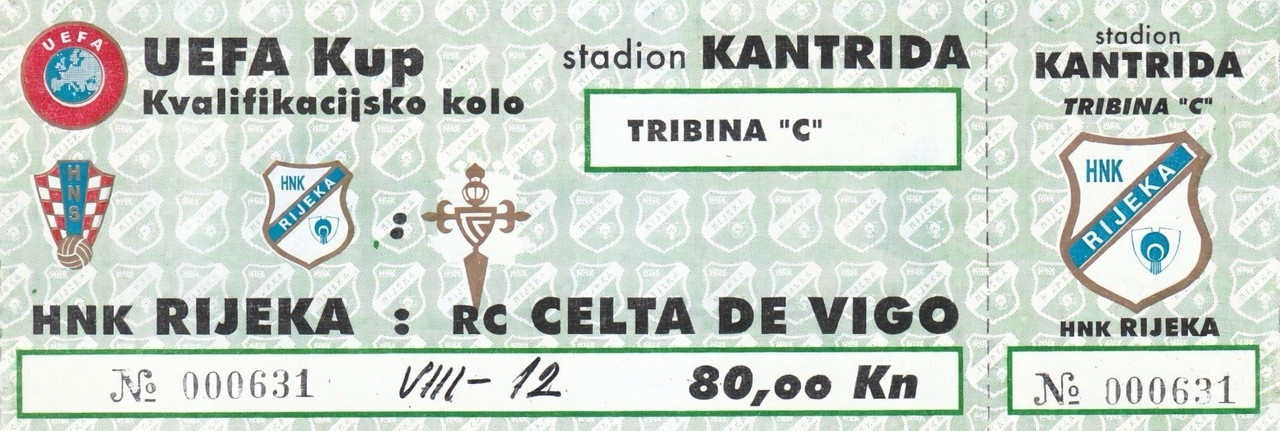 UEFA
UEFA Kup
Kvalifikacijsko kolo
stadion KANTRIDA
TRIBINA "C"
HNS
HNK
RIJEKA
:
HNK RIJEKA : RC CELTA DE VIGO
№ 000631 VIII-12 80,00 Kn
stadion
KANTRIDA
TRIBINA "C"
HNK
RIJEKA
HNK RIJEKA
№ 000631